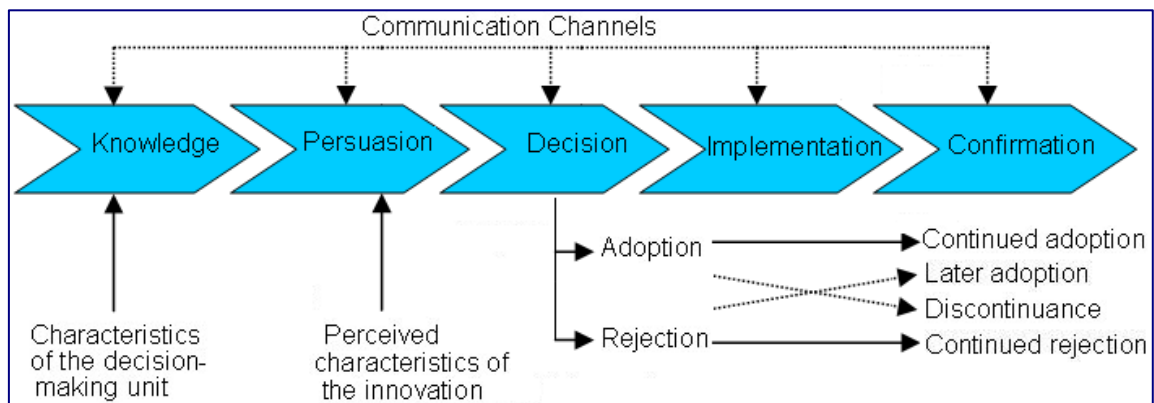 Communication Channels
Knowledge
Persuasion
Decision
Implementation
Confirmation
Adoption
Rejection
Continued adoption
Later adoption
Discontinuance
Continued rejection
Characteristics
of the decision-
making unit
Perceived
characteristics of
the innovation